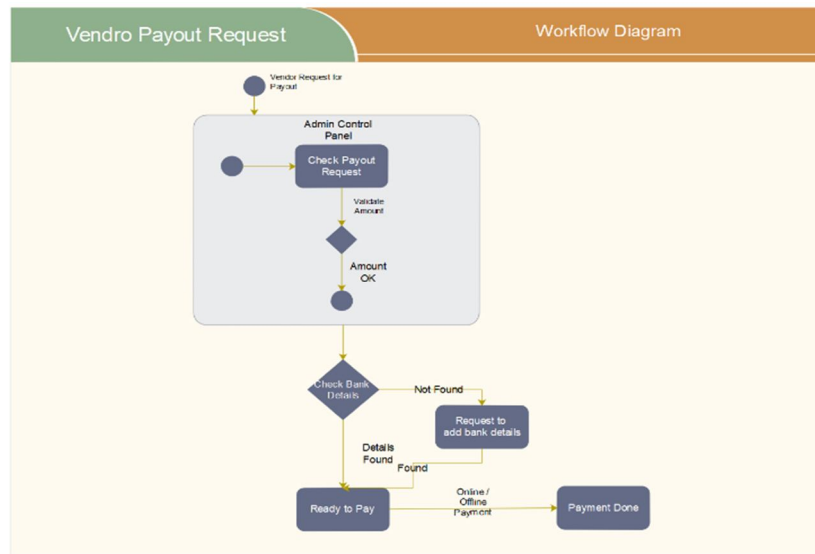 Vendro Payout Request
Workflow Diagram
Vendor Request for
Payout
Admin Control
Panel
Check Payout
Request
Validate
Amount
Amount
OK
Check Bank
Details
Not Found
Request to
add bank details
Details
Found
Found
Ready to Pay
Online /
Offline
Payment
Payment Done